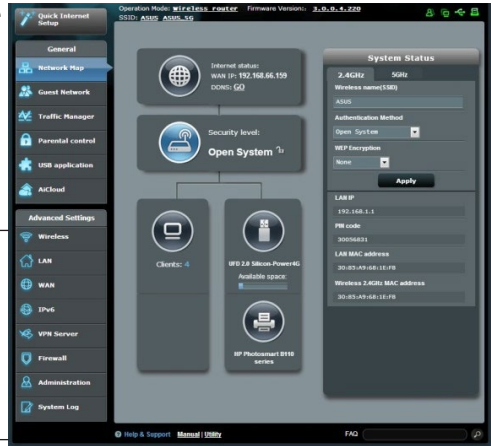 Quick Internet
Setup
Operation Mode: Wireless router Firmware Version: 3.0.0.4.220
SSID: ASUS ASUS_5G
General
Network Map
Guest Network
Traffic Manager
Parental control
USB application
AiCloud
Advanced Settings
Wireless
LAN
WAN
IPv6
VPN Server
Firewall
Administration
System Log
Internet status:
WAN IP: 192.168.66.159
DDNS: GO
Security level:
Open System
Clients: 4
UFD 2.0 Silicon-Power4G
Available space:
HP Photosmart B110
series
System Status
2.4GHz 5GHz
Wireless name(SSID)
ASUS
Authentication Method
Open System
WEP Encryption
None
Apply
LAN IP
192.168.1.1
PIN code
30056831
LAN MAC address
30:85:A9:68:1E:F8
Wireless 2.4GHz MAC address
30:85:A9:68:1E:F8
Help & Support Manual | Utility FAQ